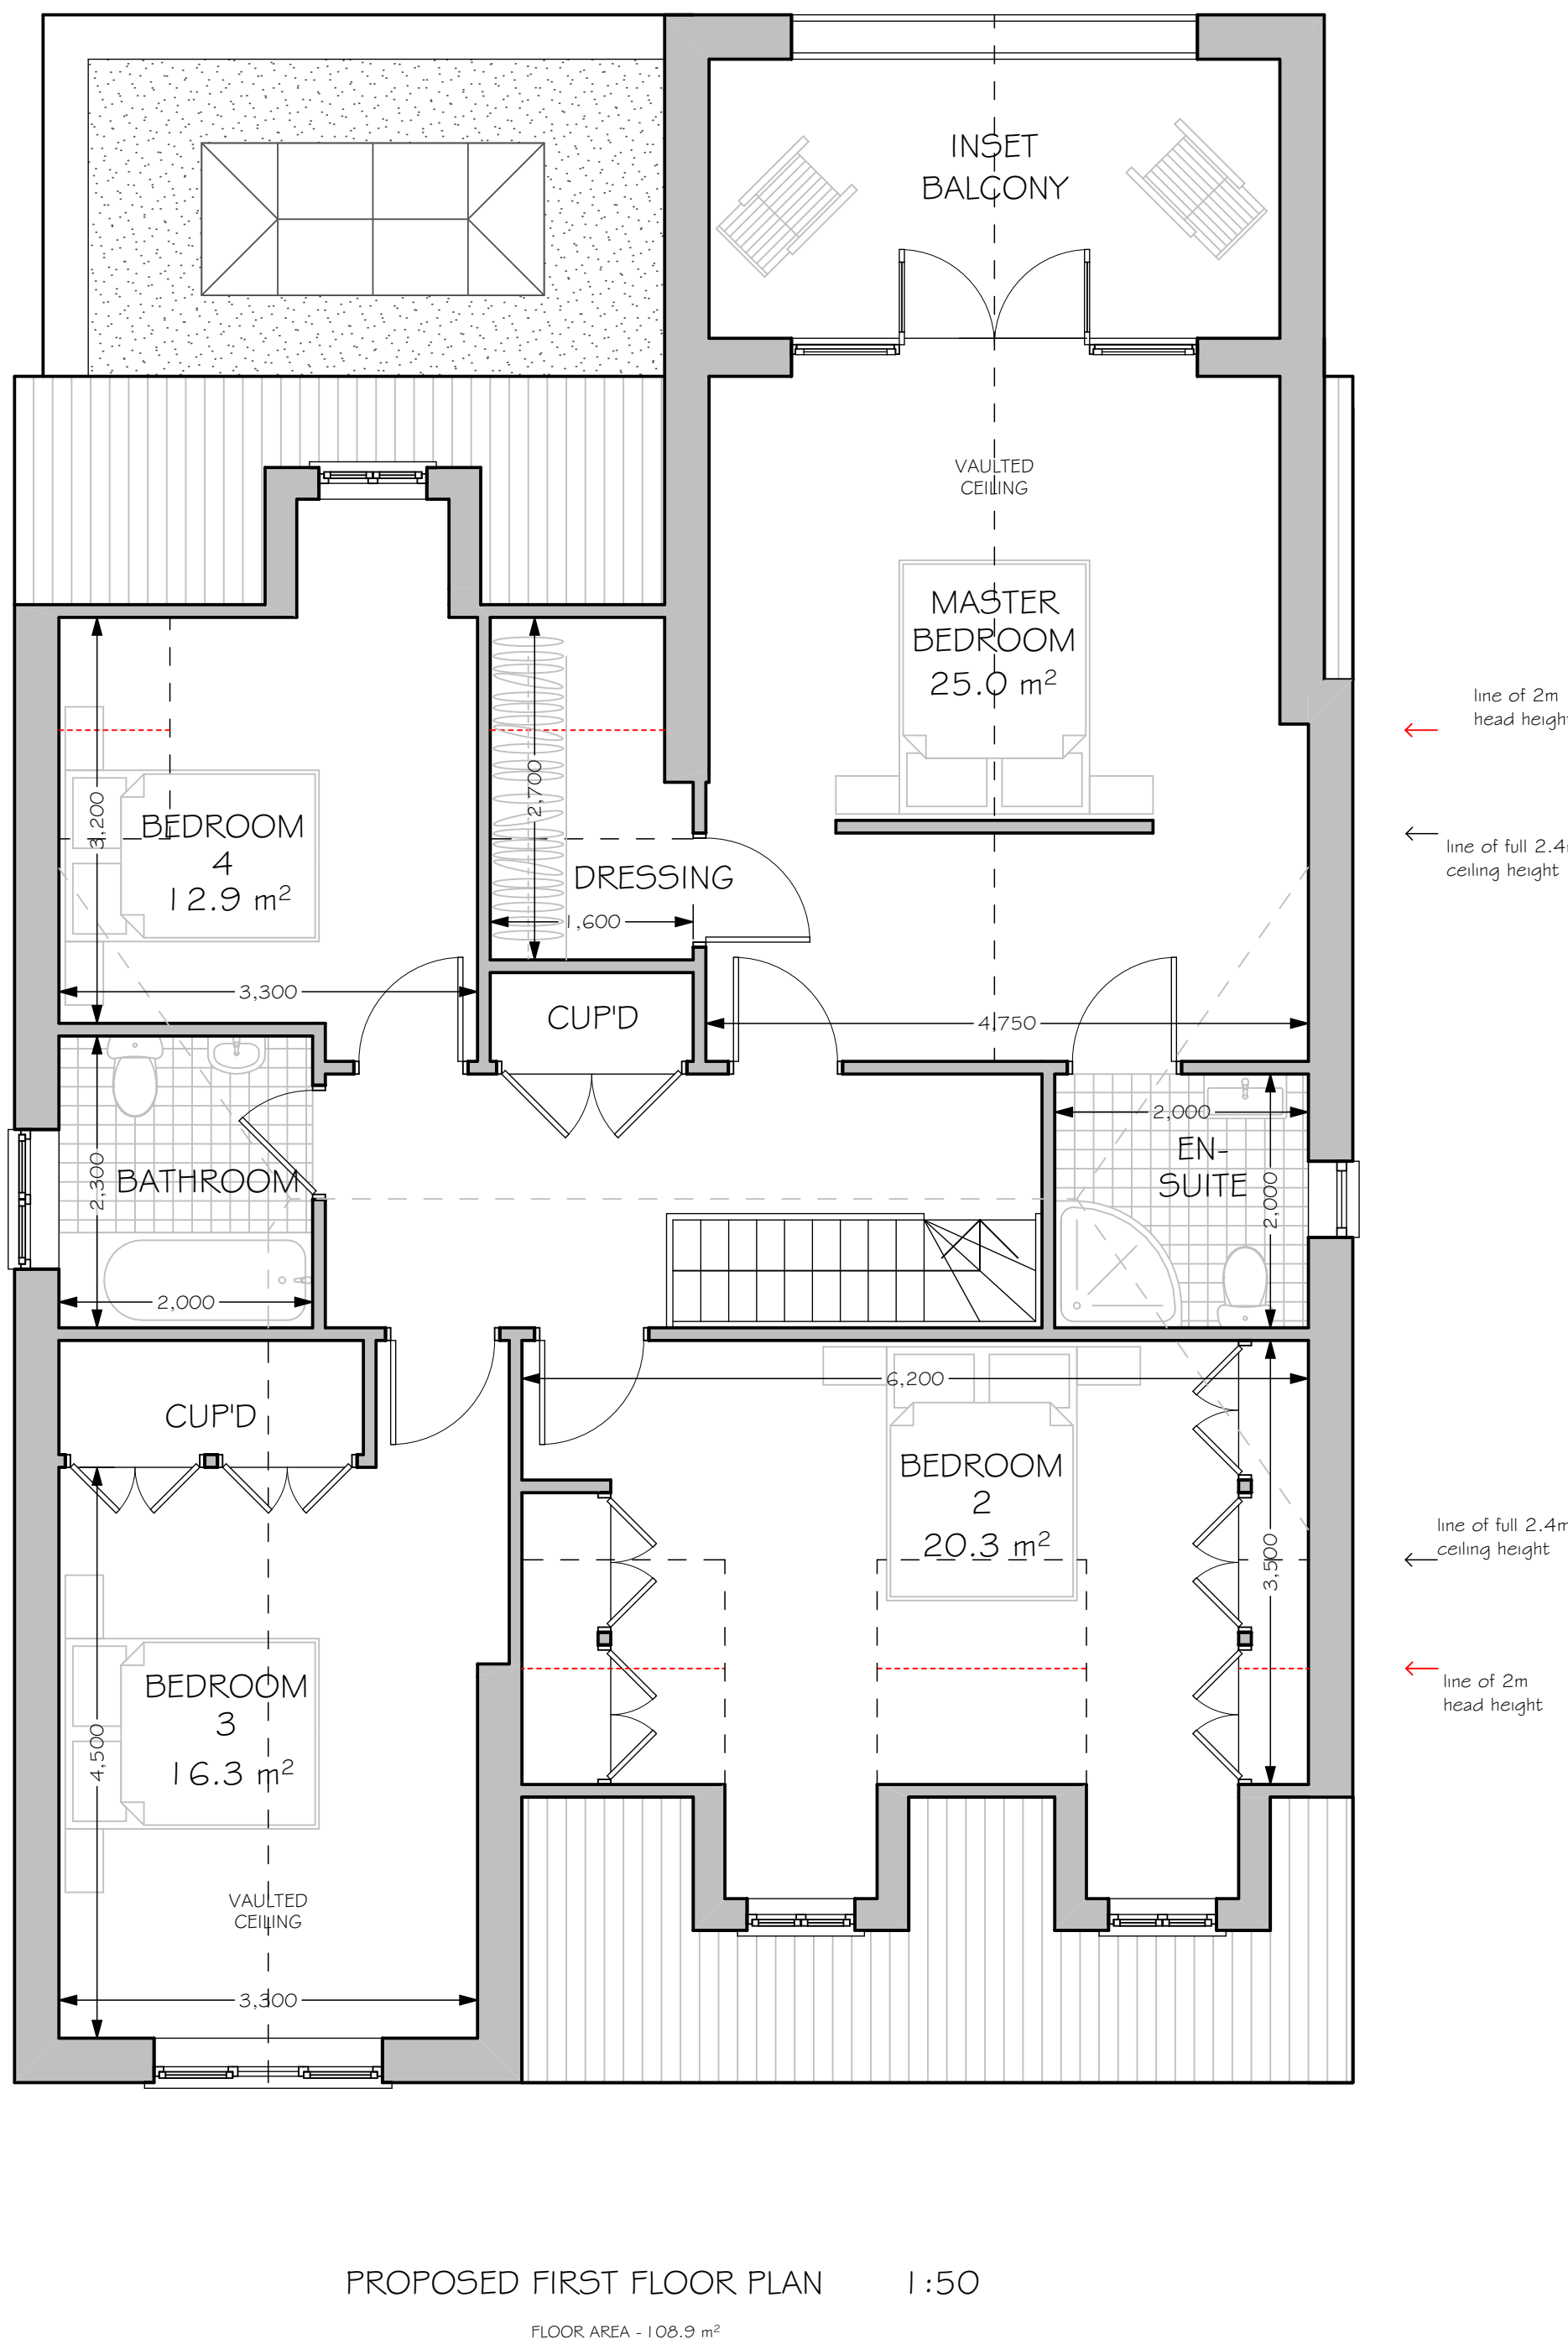 INSET
BALCONY
VAULTED
CEILING
MASTER
BEDROOM
25.0 m²
line of 2m
head height
BEDROOM
4
12.9 m²
3,200
3,300
2,700
DRESSING
1,600
line of full 2.4m
ceiling height
CUP'D
4,750
2,000
EN-
SUITE
2,000
BATHROOM
2,300
2,000
CUP'D
6,200
BEDROOM
2
20.3 m²
3,500
line of full 2.4m
ceiling height
BEDROOM
3
16.3 m²
4,500
line of 2m
head height
VAULTED
CEILING
3,300
PROPOSED FIRST FLOOR PLAN 1:50
FLOOR AREA - 108.9 m²